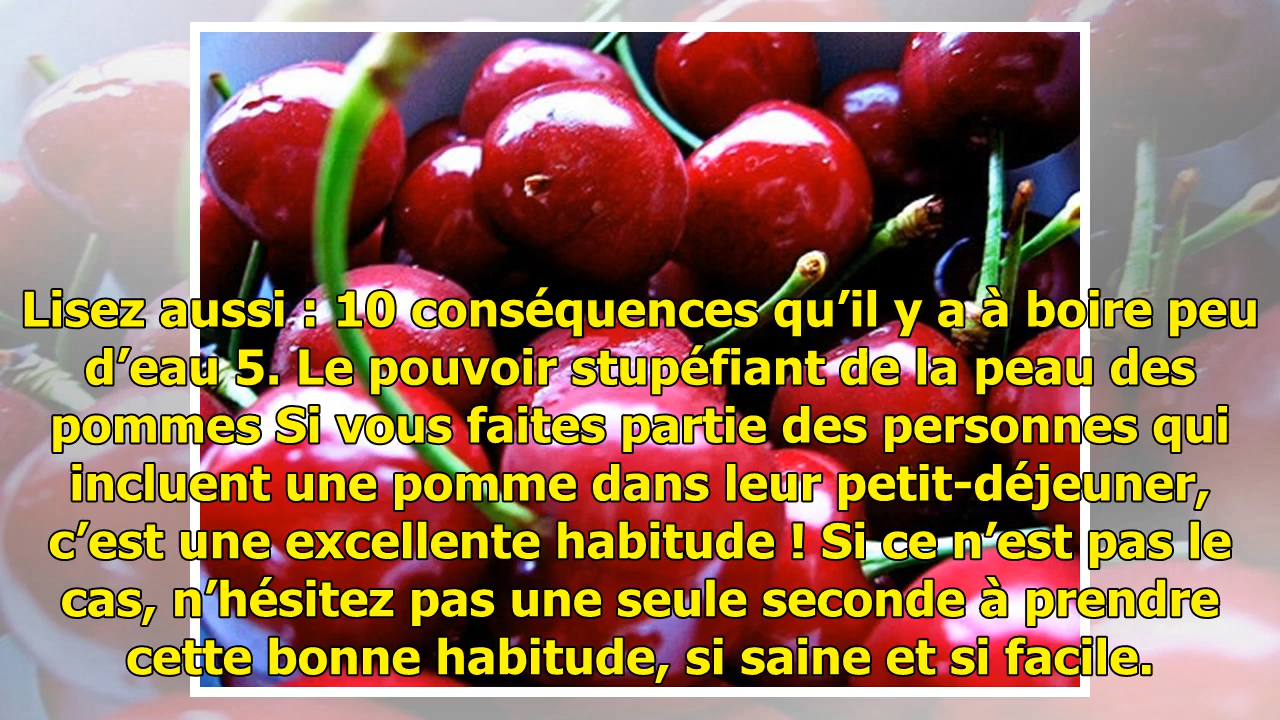 Lisez aussi : 10 conséquences qu’il y a à boire peu
d’eau 5. Le pouvoir stupéfiant de la peau des
pommes Si vous faites partie des personnes qui
incluent une pomme dans leur petit-déjeuner,
c’est une excellente habitude ! Si ce n’est pas le
cas, n’hésitez pas une seule seconde à prendre
cette bonne habitude, si saine et si facile.